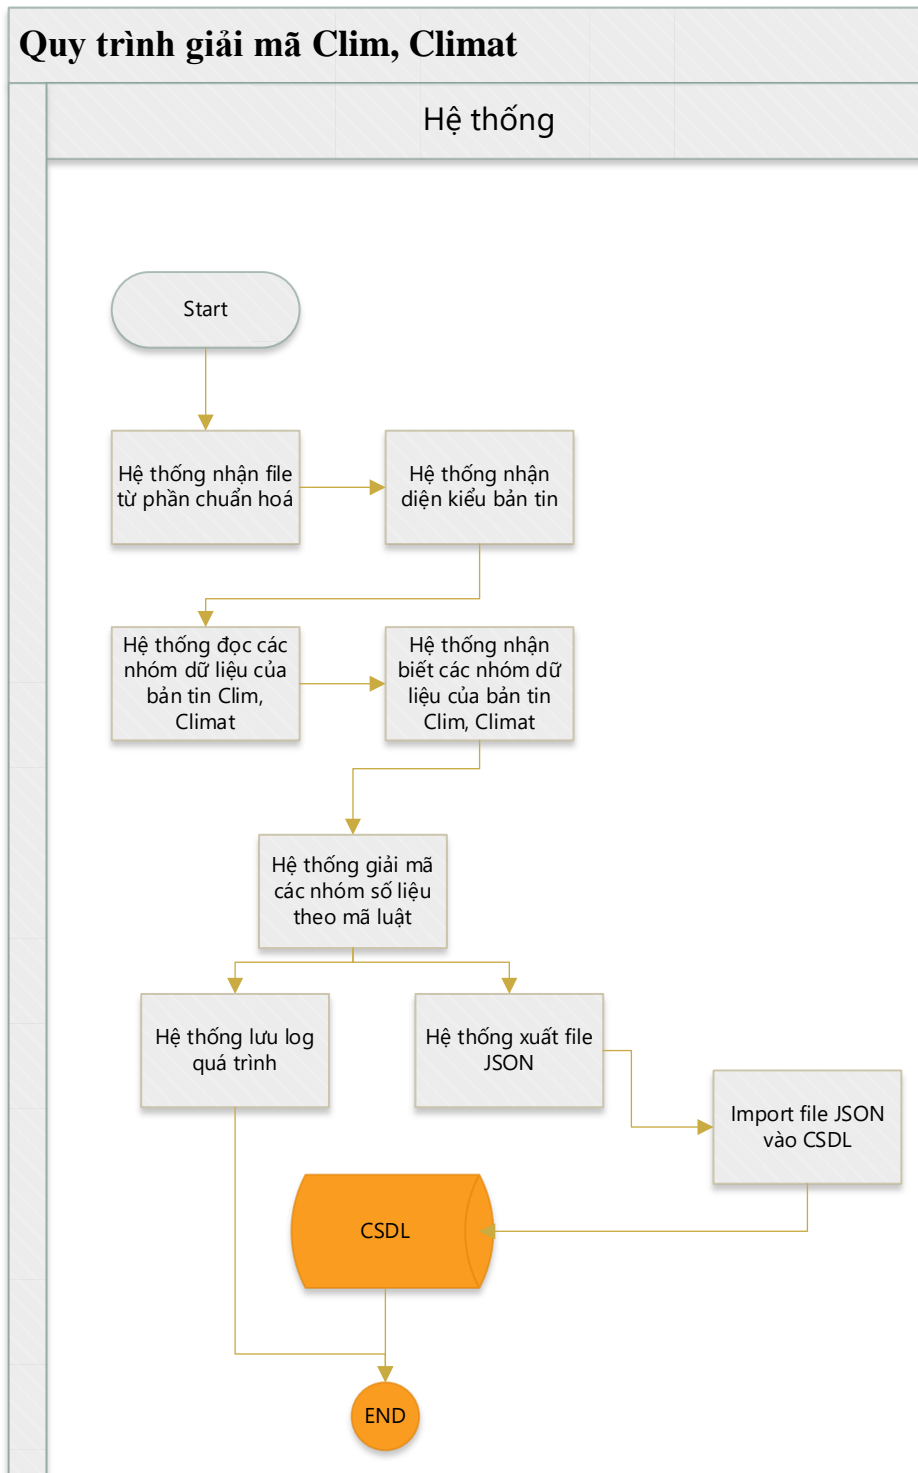 Quy trình giải mã Clim, Climat
Hệ thống
Start
Hệ thống nhận file
từ phần chuẩn hoá
Hệ thống nhận
diện kiểu bản tin
Hệ thống đọc các
nhóm dữ liệu của
bản tin Clim,
Climat
Hệ thống nhận
biết các nhóm dữ
liệu của bản tin
Clim, Climat
Hệ thống giải mã
các nhóm số liệu
theo mã luật
Hệ thống lưu log
quá trình
Hệ thống xuất file
JSON
Import file JSON
vào CSDL
CSDL
END